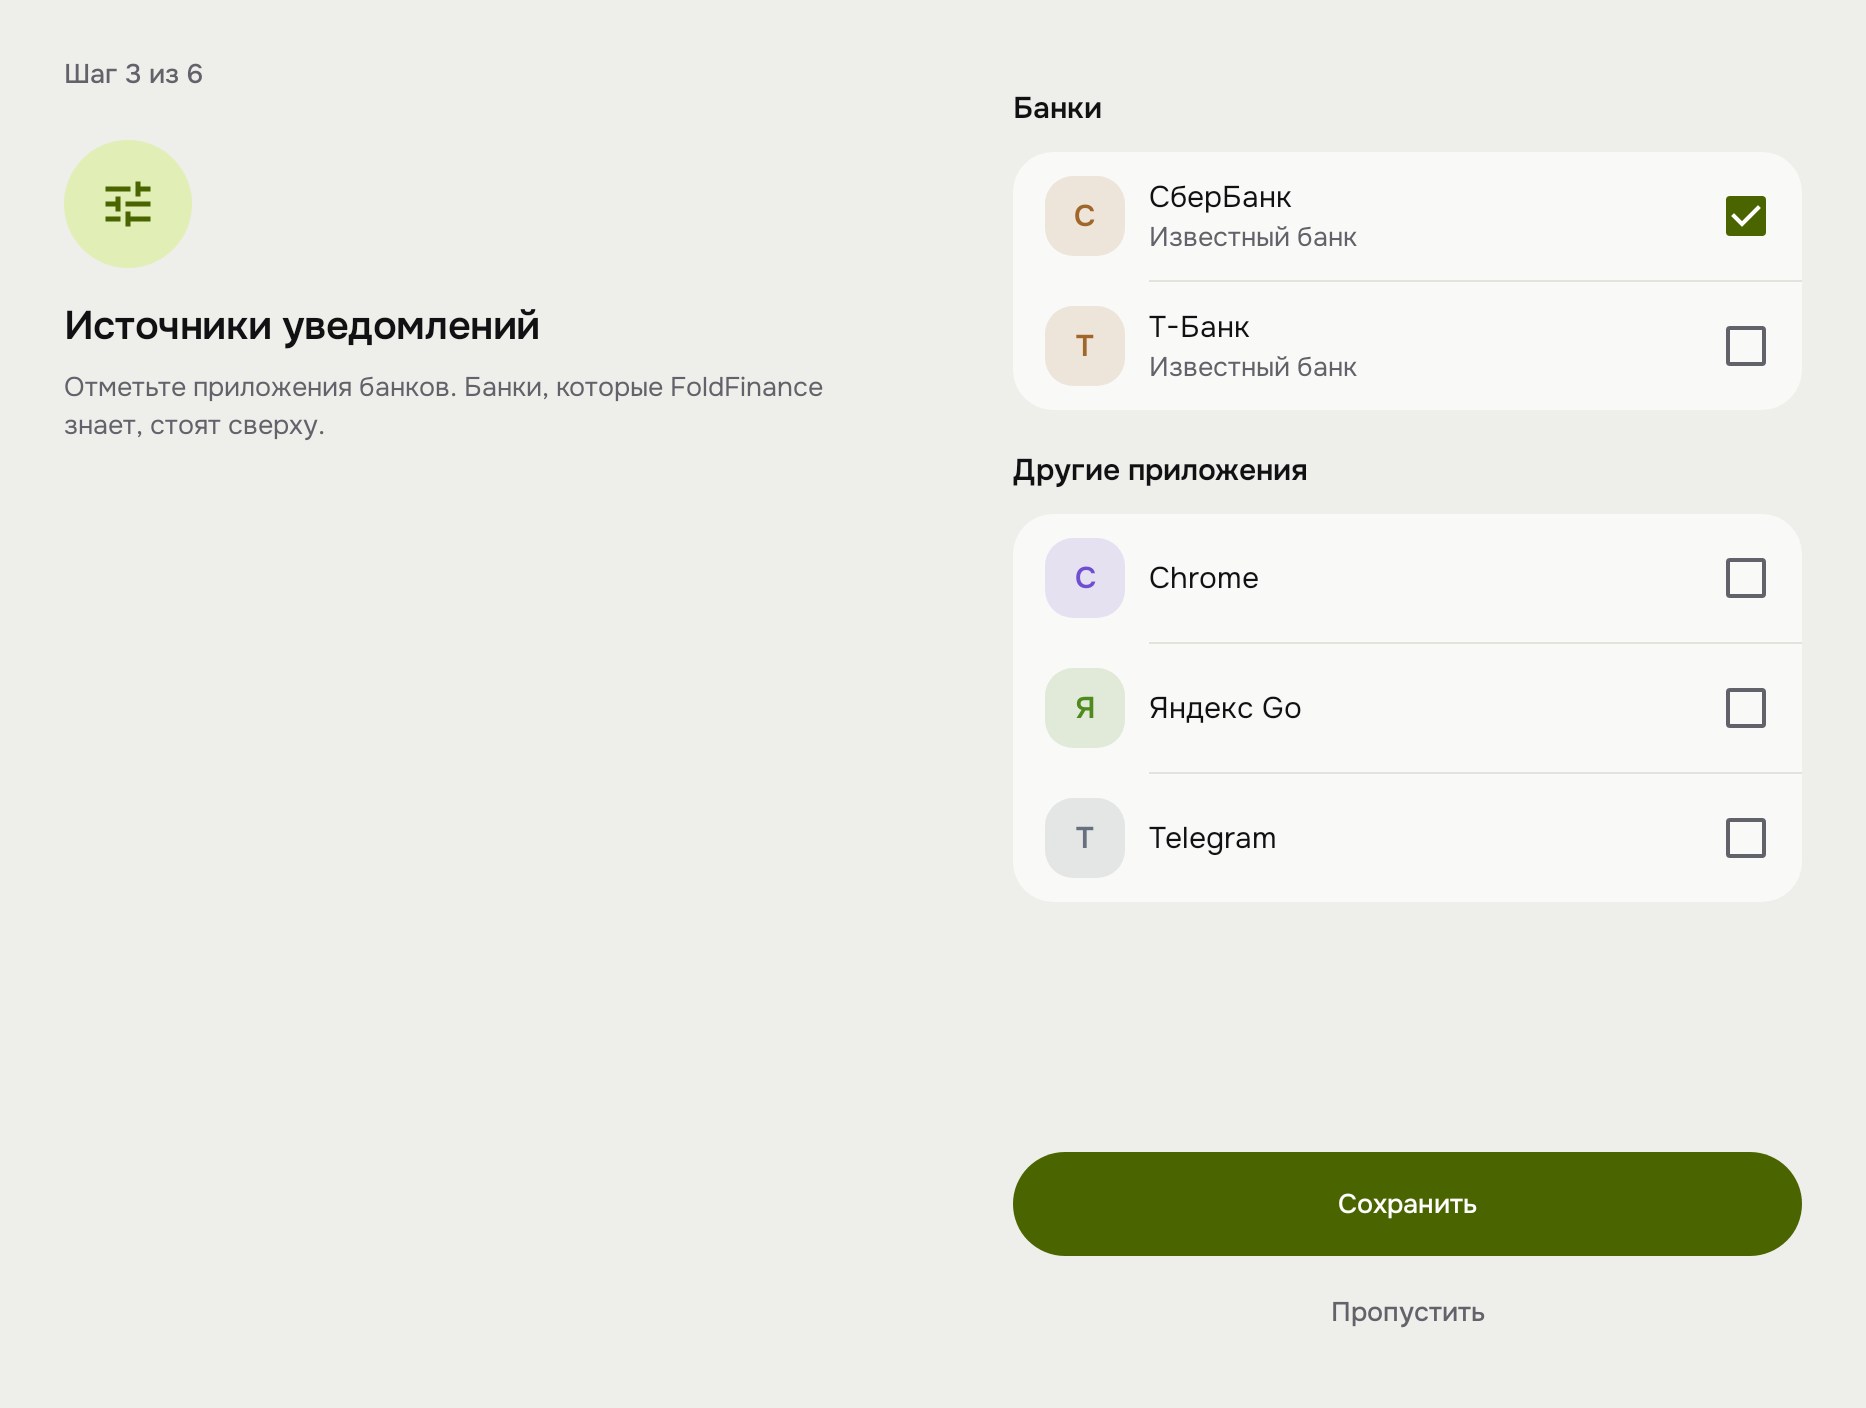 Шаг 3 из 6
Источники уведомлений
Отметьте приложения банков. Банки, которые FoldFinance
знает, стоят сверху.
Банки
С
СберБанк
Известный банк
Т
Т-Банк
Известный банк
Другие приложения
C
Chrome
Я
Яндекс Go
T
Telegram
Сохранить
Пропустить